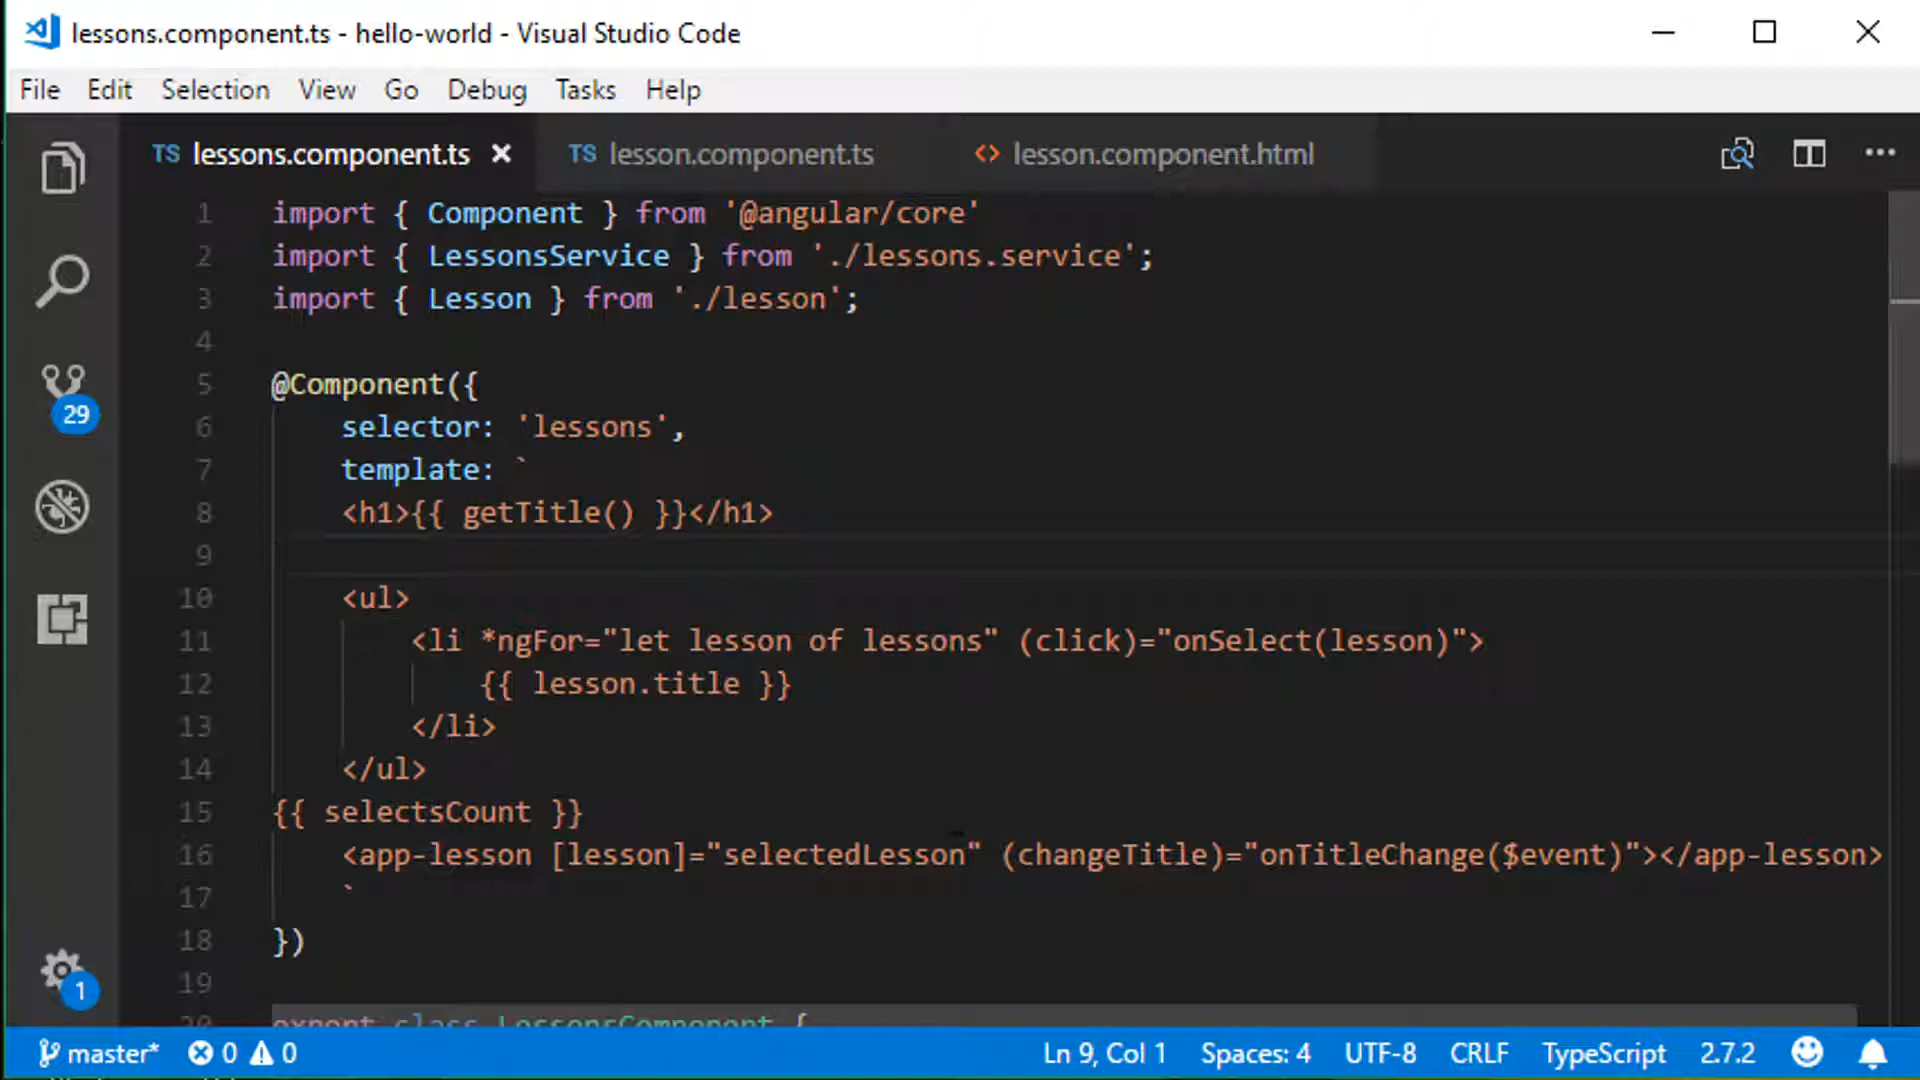 lessons.component.ts - hello-world - Visual Studio Code
File Edit Selection View Go Debug Tasks Help
TS lessons.component.ts TS lesson.component.ts <> lesson.component.html
1 import { Component } from '@angular/core'
2 import { LessonsService } from './lessons.service';
3 import { Lesson } from './lesson';
4
5 @Component({
6 selector: 'lessons',
7 template: `
8 <h1>{{ getTitle() }}</h1>
9
10 <ul>
11 <li *ngFor="let lesson of lessons" (click)="onSelect(lesson)">
12 {{ lesson.title }}
13 </li>
14 </ul>
15 {{ selectsCount }}
16 <app-lesson [lesson]="selectedLesson" (changeTitle)="onTitleChange($event)"></app-lesson>
17 `
18 })
19
20 export class LessonsComponent {
29
1
master* 0 0 Ln 9, Col 1 Spaces: 4 UTF-8 CRLF TypeScript 2.7.2